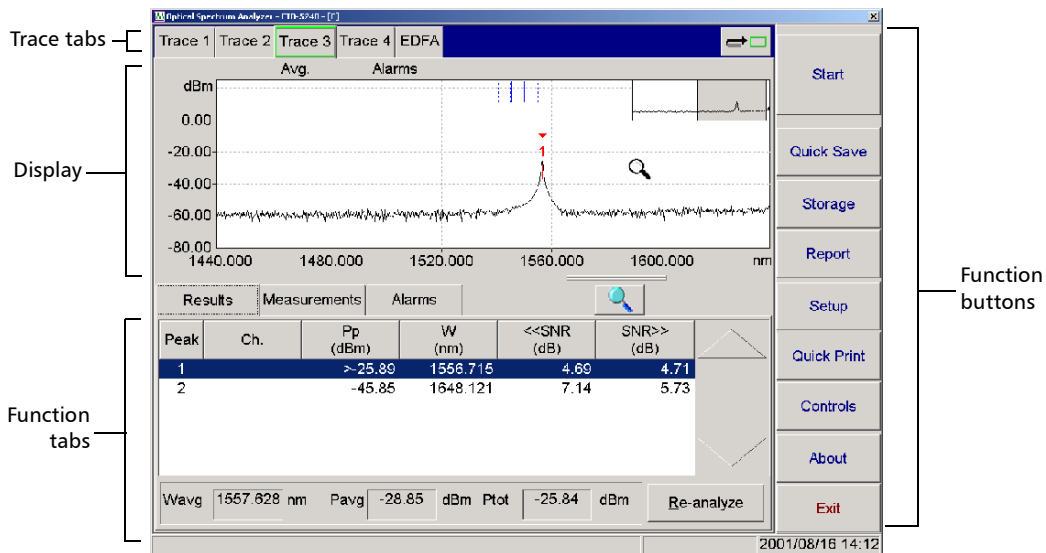 Optical Spectrum Analyzer - FTB-5240 - [C]
Trace tabs
Trace 1 Trace 2 Trace 3 Trace 4 EDFA
Avg. Alarms
Display
dBm
0.00
-20.00
-40.00
-60.00
-80.00
1
1440.000 1480.000 1520.000 1560.000 1600.000 nm
Function tabs
Results Measurements Alarms
Peak Ch. Pp (dBm) W (nm) <<SNR (dB) SNR>> (dB)
1 >-25.89 1556.715 4.69 4.71
2 -45.85 1648.121 7.14 5.73
Wavg 1557.628 nm Pavg -28.85 dBm Ptot -25.84 dBm Re-analyze
Start
Quick Save
Storage
Report
Setup
Quick Print
Controls
About
Exit
Function buttons
2001/08/16 14:12